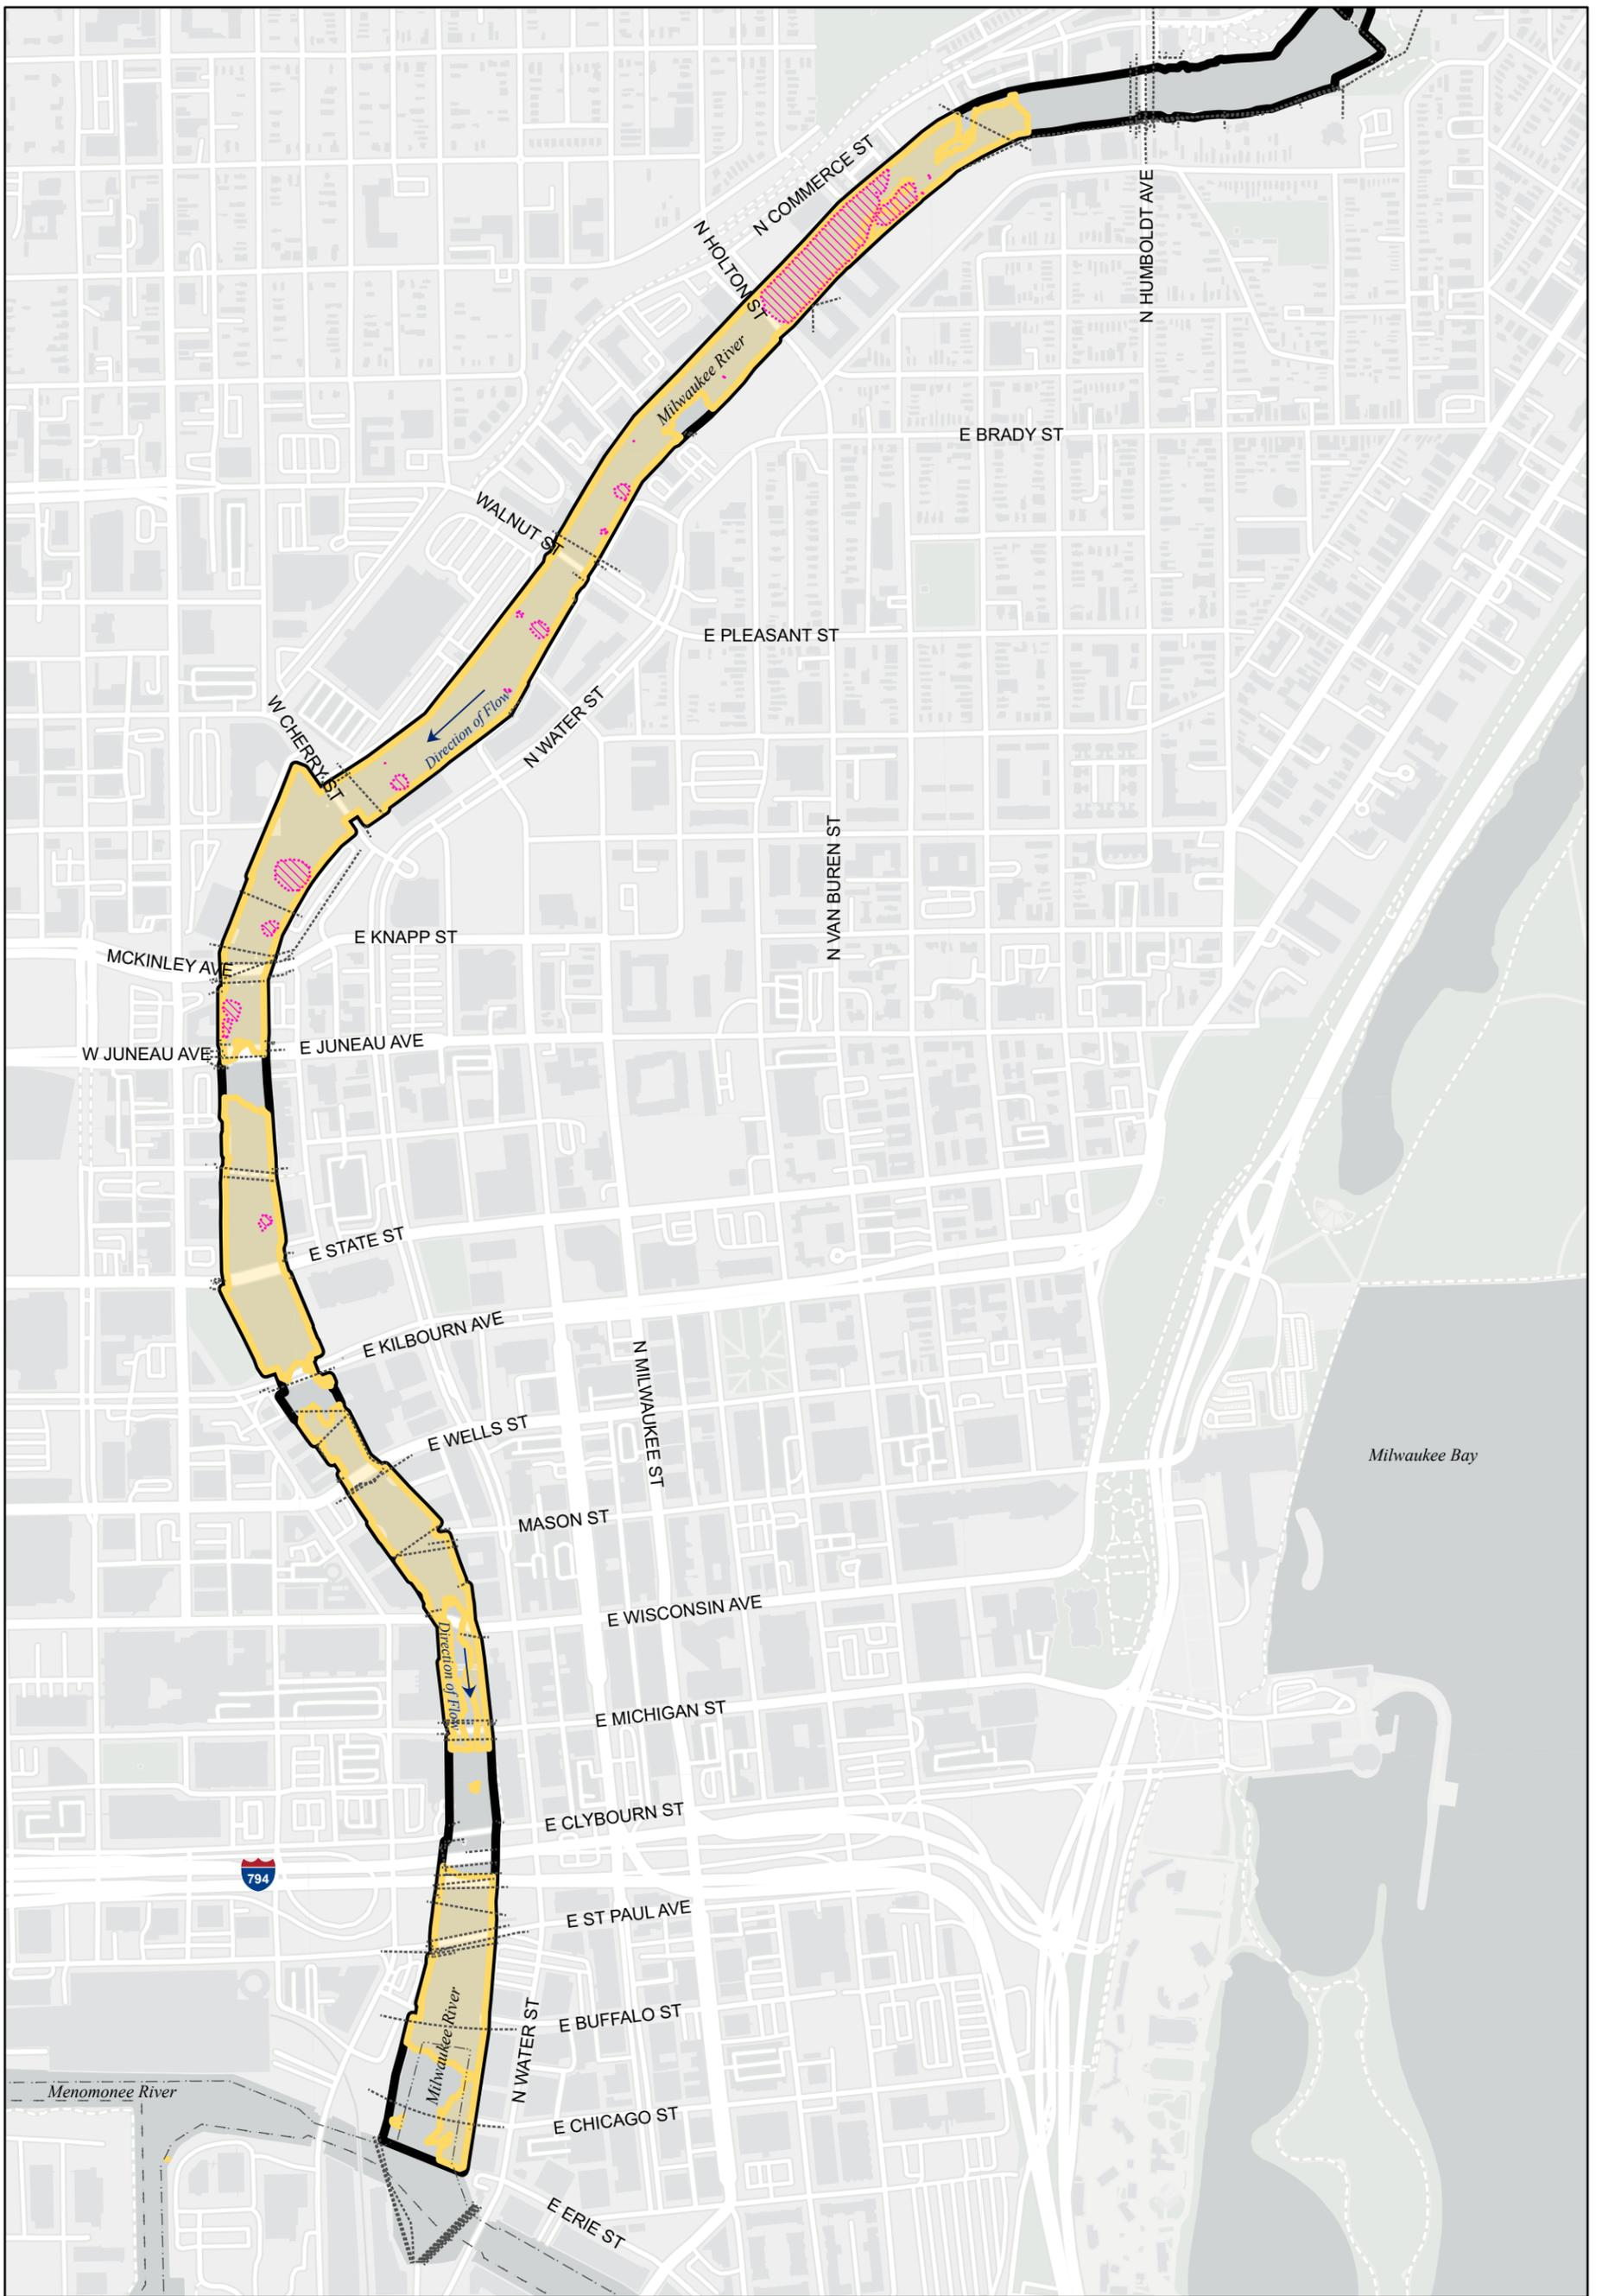 N COMMERCE ST
N HUMBOLDT AVE
N HOLTON ST
Milwaukee River
E BRADY ST
WALNUT ST
E PLEASANT ST
W CHERRY ST
Direction of Flow
N WATER ST
N VAN BUREN ST
E KNAPP ST
MCKINLEY AVE
W JUNEAU AVE
E JUNEAU AVE
E STATE ST
E KILBOURN AVE
N MILWAUKEE ST
E WELLS ST
Milwaukee Bay
MASON ST
E WISCONSIN AVE
Direction of Flow
E MICHIGAN ST
E CLYBOURN ST
794
E ST PAUL AVE
Milwaukee River
N WATER ST
E BUFFALO ST
Menomonee River
E CHICAGO ST
E ERIE ST